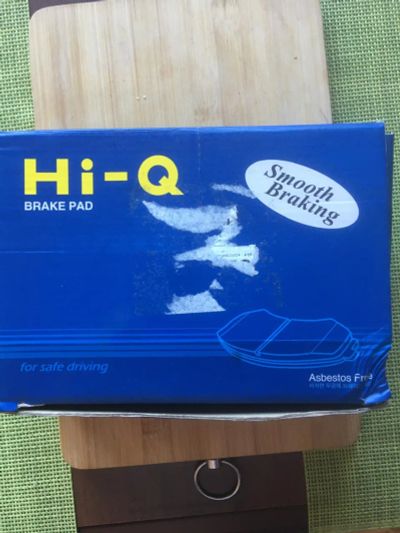 Hi-Q
BRAKE PAD
Smooth
Braking
for safe driving
Asbestos Free